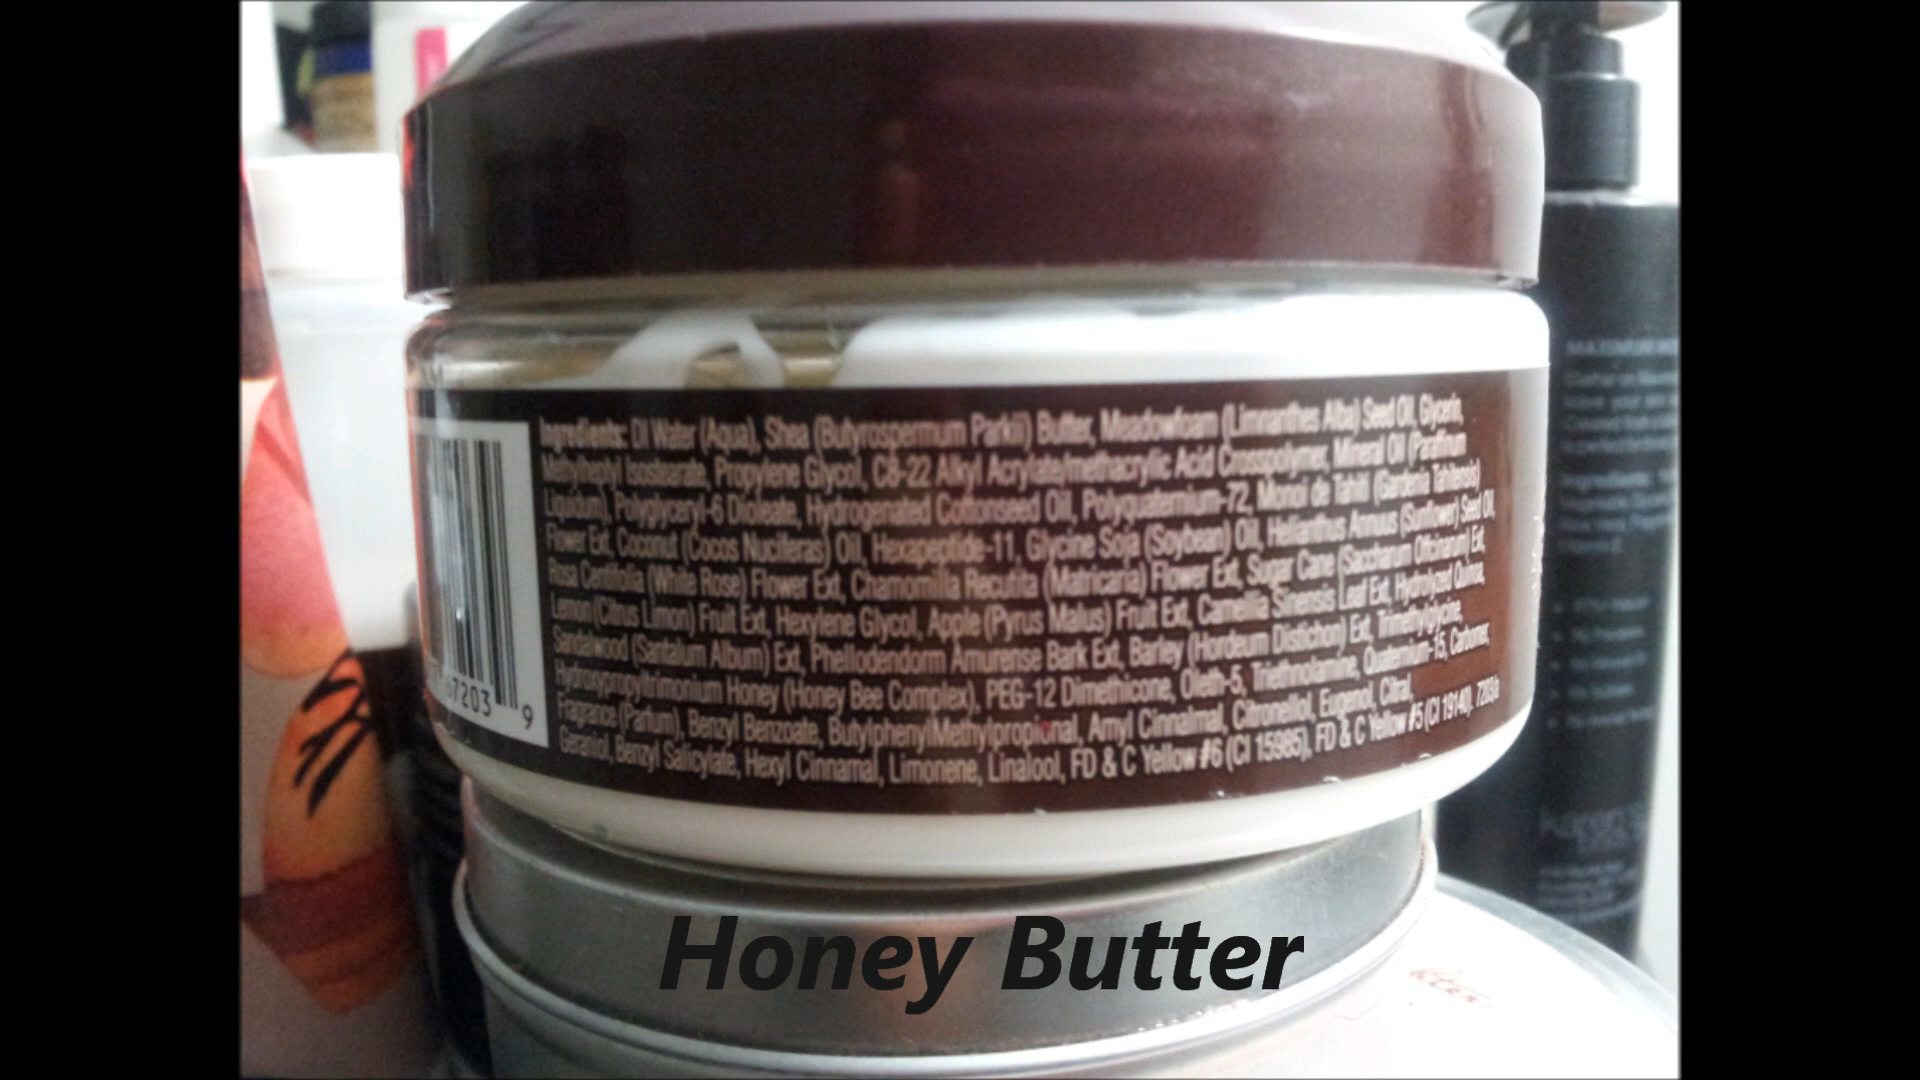 Ingredients: DI Water (Aqua), Shea (Butyrospermum Parkii) Butter, Meadowfoam (Limnanthes Alba) Seed Oil, Glycerin,
Methylheptyl Isostearate, Propylene Glycol, C8-22 Alkyl Acrylate/methacrylic Acid Crosspolymer, Mineral Oil (Paraffinum
Liquidum), Polyglyceryl-6 Dioleate, Hydrogenated Cottonseed Oil, Polyquaternium-72, Monoi de Tahiti (Gardenia Tahitensis)
Flower Ext, Coconut (Cocos Nuciferas) Oil, Hexapeptide-11, Glycine Soja (Soybean) Oil, Helianthus Annuus (Sunflower) Seed Oil,
Rosa Centifolia (White Rose) Flower Ext, Chamomilla Recutita (Matricaria) Flower Ext, Sugar Cane (Saccharum Officinarum) Ext,
Lemon (Citrus Limon) Fruit Ext, Hexylene Glycol, Apple (Pyrus Malus) Fruit Ext, Camellia Sinensis Leaf Ext, Hydrolyzed Quinoa,
Sandalwood (Santalum Album) Ext, Phellodendorm Amurense Bark Ext, Barley (Hordeum Distichon) Ext, Trimethylglycine,
Hydroxypropyltrimonium Honey (Honey Bee Complex), PEG-12 Dimethicone, Oleth-5, Triethnolamine, Quaternium-15, Carbomer,
Fragrance (Parfum), Benzyl Benzoate, Butylphenyl Methylpropional, Amyl Cinnalmal, Citronellol, Eugenol, Citral,
Geraniol, Benzyl Salicylate, Hexyl Cinnamal, Limonene, Linalool, FD & C Yellow #6 (CI 15985), FD & C Yellow #5 (CI 19140).
67203 9
Honey Butter